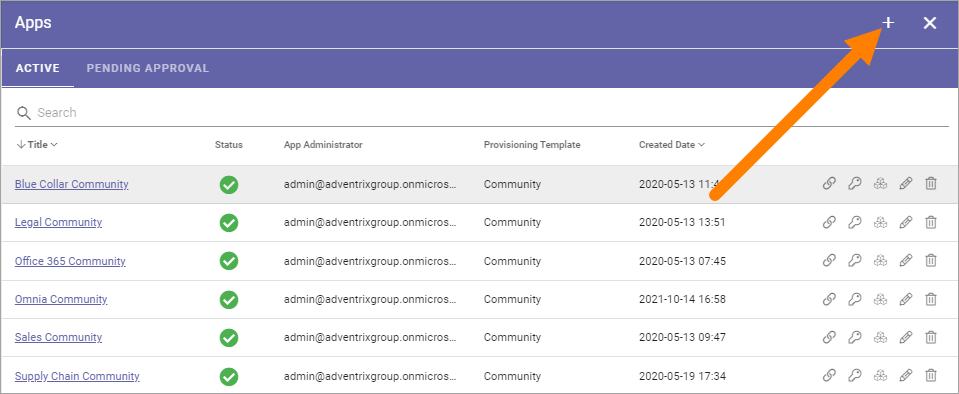 Apps
ACTIVE PENDING APPROVAL
Search
Title Status App Administrator Provisioning Template Created Date
Blue Collar Community admin@adventrixgroup.onmicros... Community 2020-05-13 11:4
Legal Community admin@adventrixgroup.onmicros... Community 2020-05-13 13:51
Office 365 Community admin@adventrixgroup.onmicros... Community 2020-05-13 07:45
Omnia Community admin@adventrixgroup.onmicros... Community 2021-10-14 16:58
Sales Community admin@adventrixgroup.onmicros... Community 2020-05-13 09:47
Supply Chain Community admin@adventrixgroup.onmicros... Community 2020-05-19 17:34